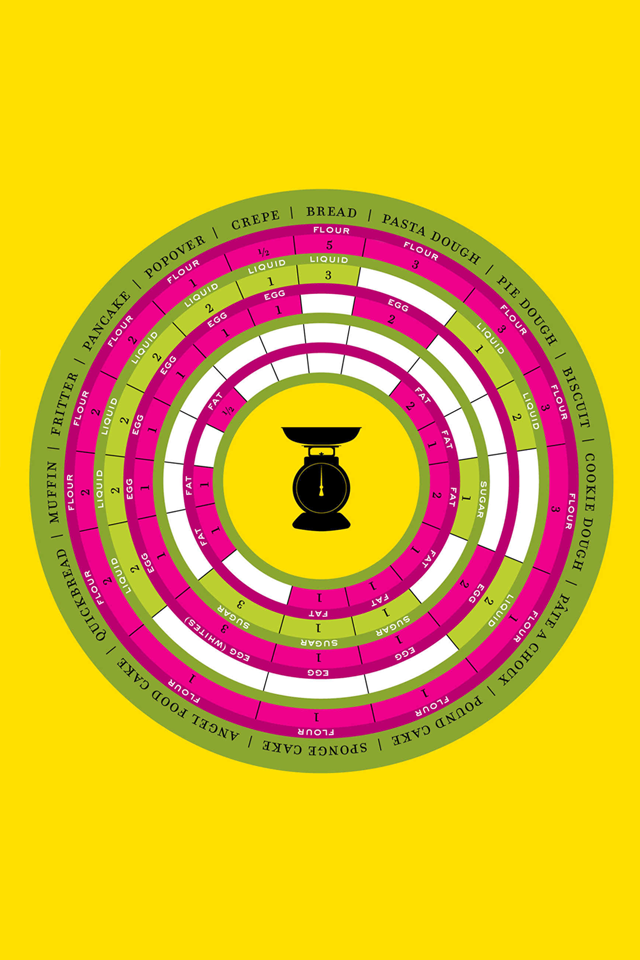 BREAD | PASTA DOUGH | PIE DOUGH | BISCUIT | COOKIE DOUGH | PÂTE À CHOUX | POUND CAKE | SPONGE CAKE | ANGEL FOOD CAKE | QUICKBREAD | MUFFIN | FRITTER | PANCAKE | POPOVER | CREPE |
FLOUR 5
FLOUR 3
FLOUR 3
FLOUR 3
FLOUR 3
FLOUR 1
FLOUR 1
FLOUR 1
FLOUR 1
FLOUR 2
FLOUR 2
FLOUR 2
FLOUR 2
FLOUR 1
½
LIQUID 3
LIQUID 1
LIQUID 2
LIQUID 2
LIQUID 2
LIQUID 2
LIQUID 2
LIQUID 2
LIQUID 2
LIQUID 1
EGG 2
EGG 2
EGG 1
EGG 1
EGG (WHITES) 3
EGG 1
EGG 1
EGG 1
EGG 1
EGG 1
EGG 1
SUGAR 1
SUGAR 1
SUGAR 1
SUGAR 3
FAT 2
FAT 1
FAT 2
FAT 1
FAT 1
FAT 1
FAT 1
FAT 1
FAT ½